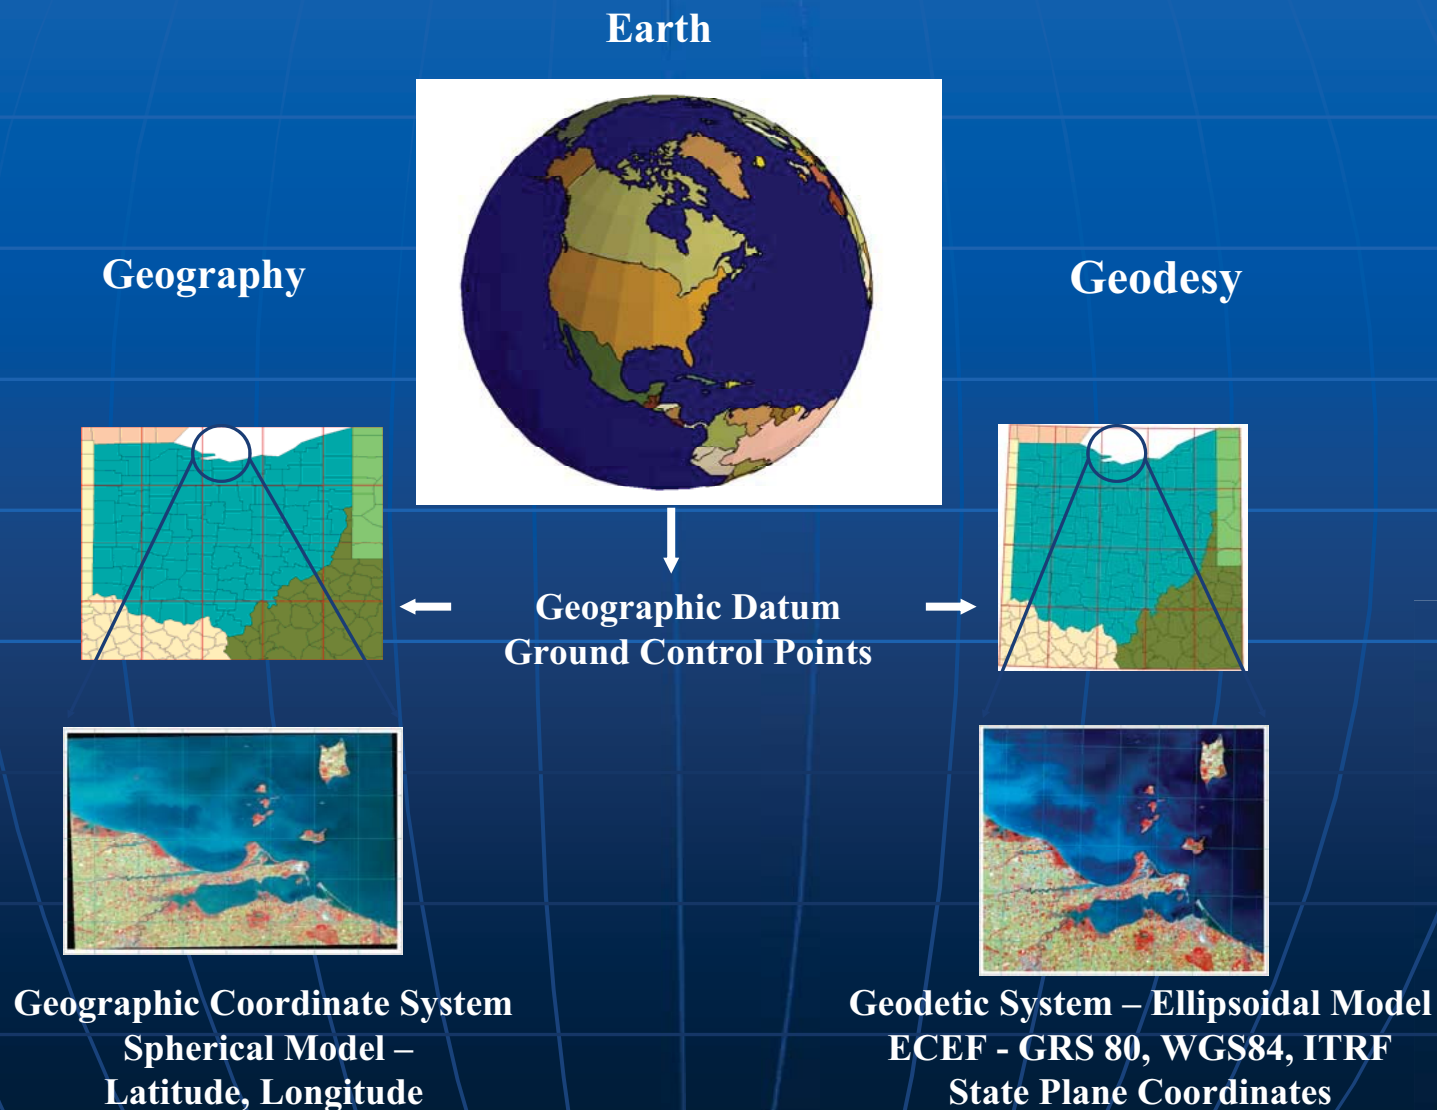 Earth
Geography
Geodesy
Geographic Datum
Ground Control Points
Geographic Coordinate System
Spherical Model –
Latitude, Longitude
Geodetic System – Ellipsoidal Model
ECEF - GRS 80, WGS84, ITRF
State Plane Coordinates